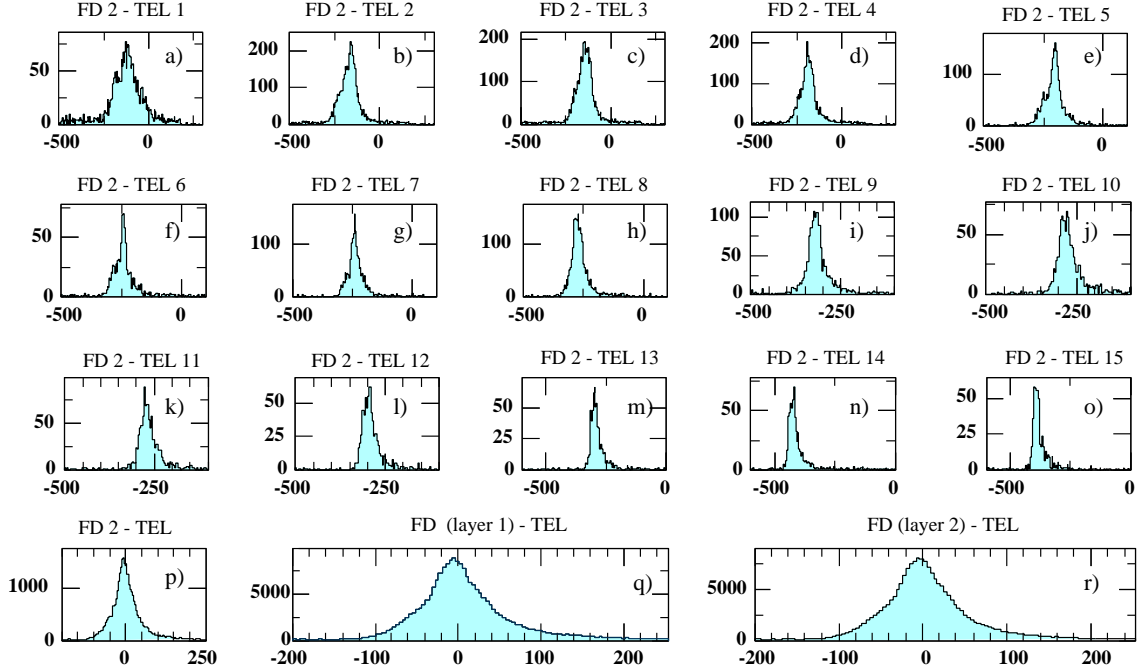 FD 2 - TEL 1
FD 2 - TEL 2
FD 2 - TEL 3
FD 2 - TEL 4
FD 2 - TEL 5
50
0
-500
0
a)
200
100
0
-500
0
b)
200
100
0
-500
0
c)
200
100
0
-500
0
d)
100
0
-500
0
e)
FD 2 - TEL 6
FD 2 - TEL 7
FD 2 - TEL 8
FD 2 - TEL 9
FD 2 - TEL 10
50
0
-500
0
f)
100
0
-500
0
g)
100
0
-500
0
h)
100
50
0
-500
-250
i)
50
0
-500
-250
j)
FD 2 - TEL 11
FD 2 - TEL 12
FD 2 - TEL 13
FD 2 - TEL 14
FD 2 - TEL 15
50
0
-500
-250
k)
50
25
0
-500
-250
l)
50
25
0
-500
0
m)
50
0
-500
0
n)
50
25
0
-500
0
o)
FD 2 - TEL
FD (layer 1) - TEL
FD (layer 2) - TEL
1000
0
0
250
p)
5000
0
-200
-100
0
100
200
q)
5000
0
-200
-100
0
100
200
r)